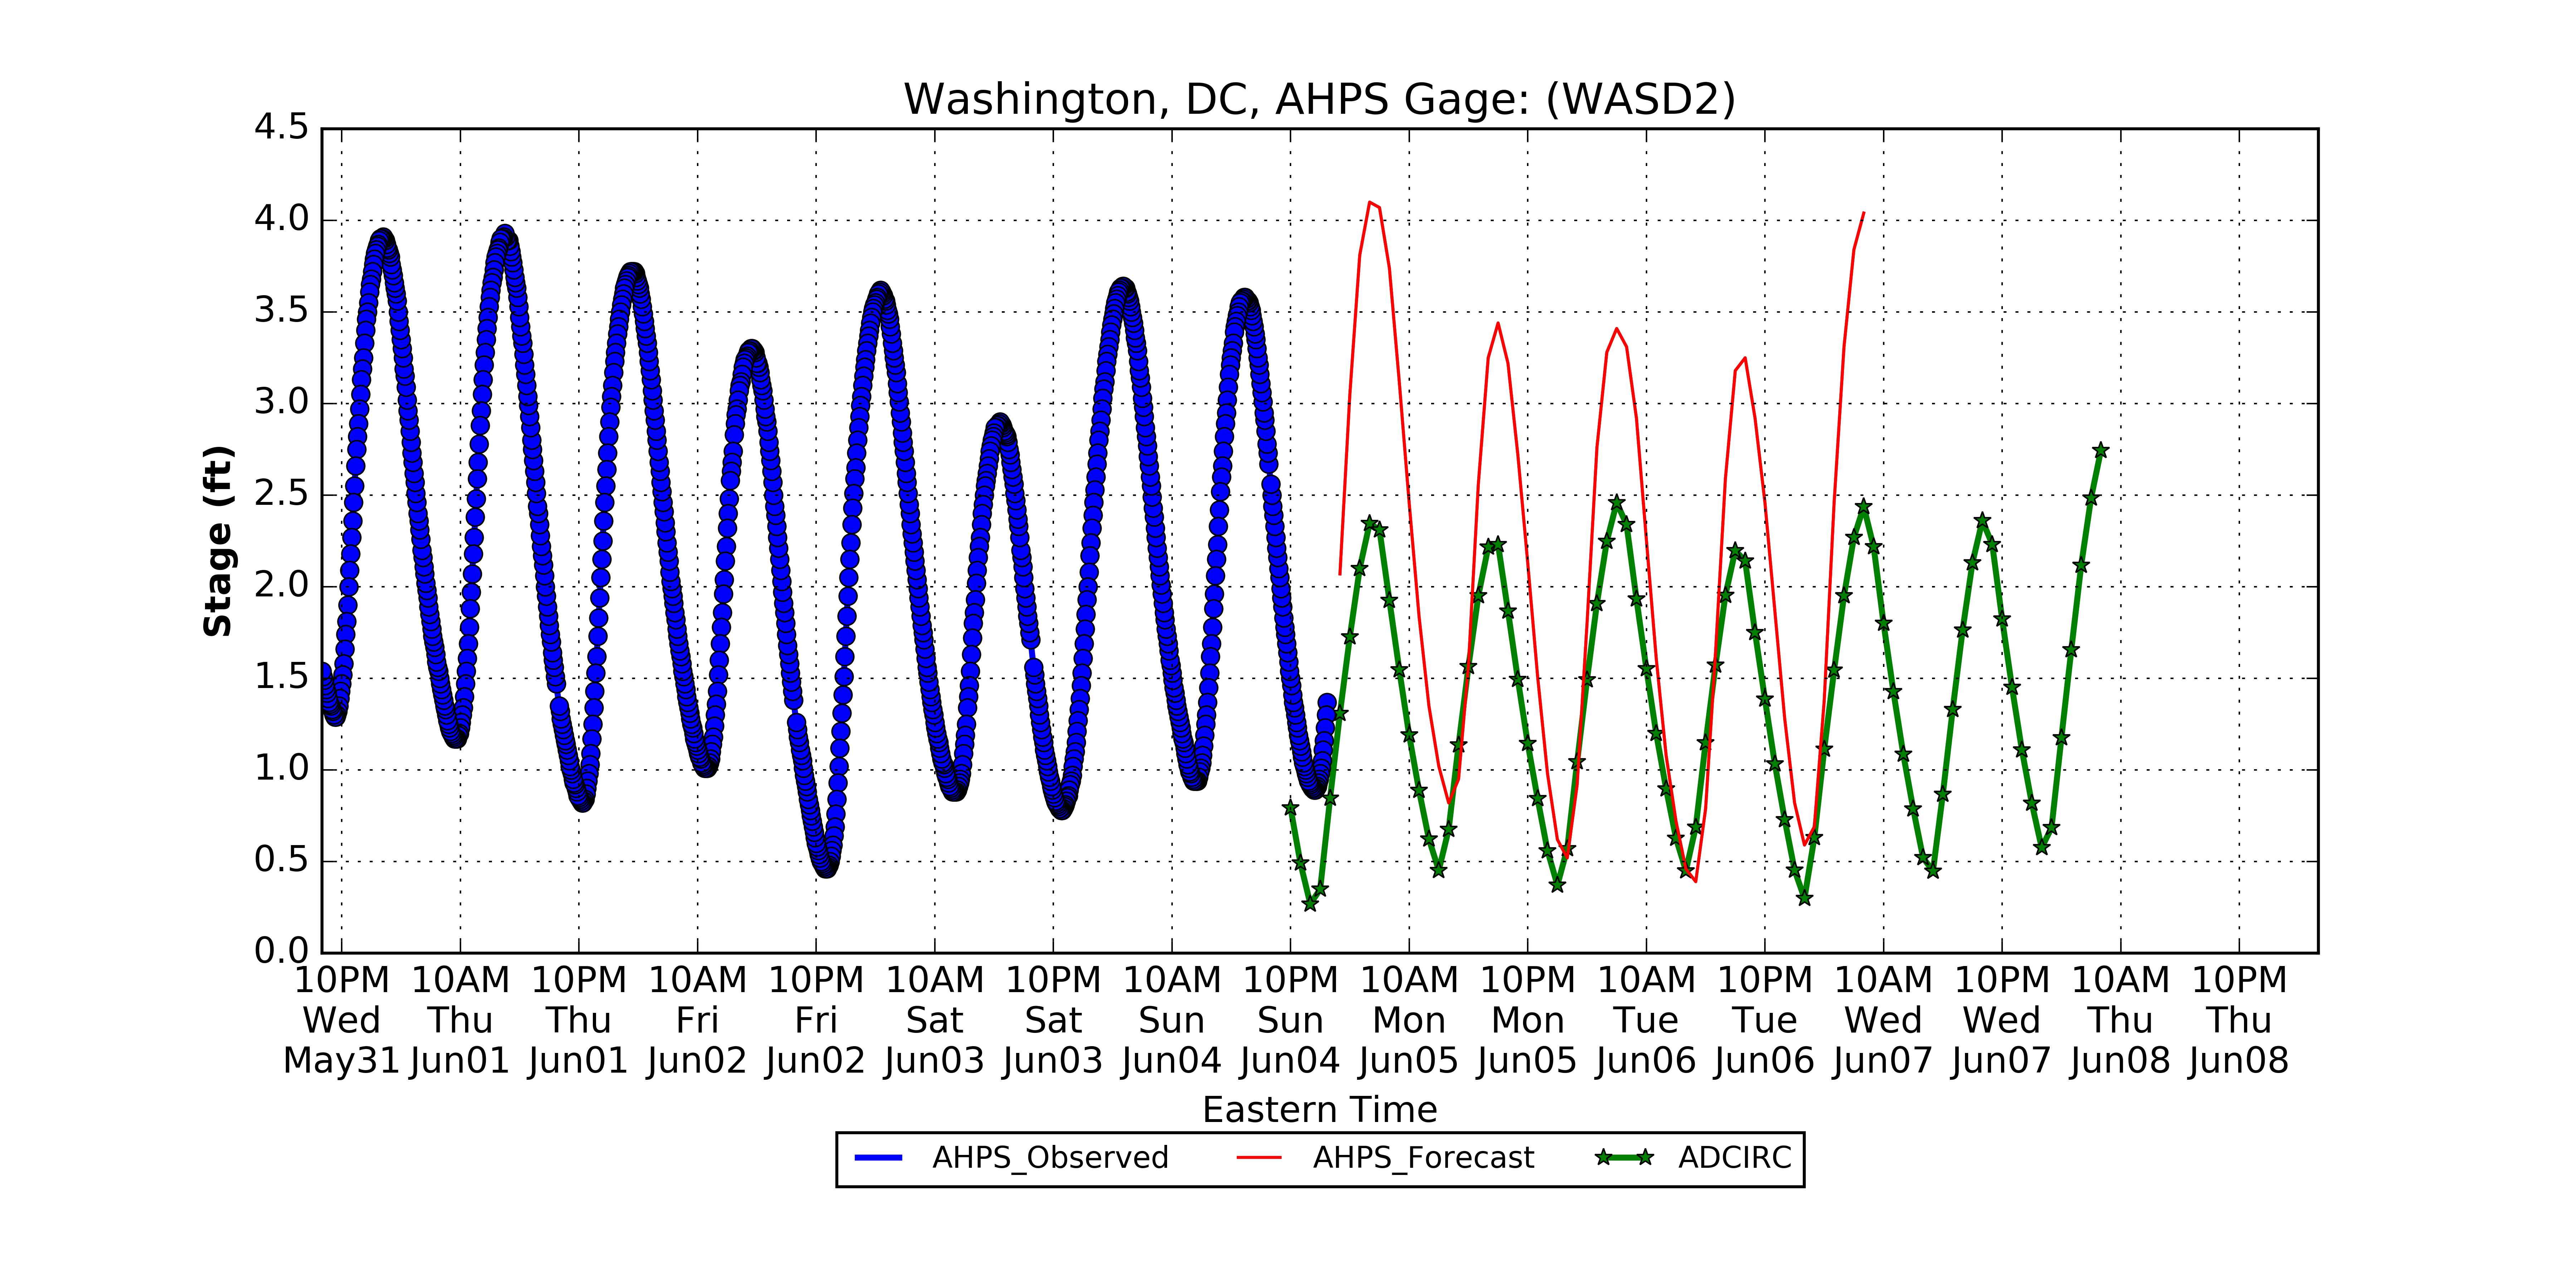 Washington, DC, AHPS Gage: (WASD2)
Stage (ft)
4.5
4.0
3.5
3.0
2.5
2.0
1.5
1.0
0.5
0.0
10PM 10AM 10PM 10AM 10PM 10AM 10PM 10AM 10PM 10AM 10PM 10AM 10PM 10AM 10PM 10AM 10PM
Wed Thu Thu Fri Fri Sat Sat Sun Sun Mon Mon Tue Tue Wed Wed Thu Thu
May31 Jun01 Jun01 Jun02 Jun02 Jun03 Jun03 Jun04 Jun04 Jun05 Jun05 Jun06 Jun06 Jun07 Jun07 Jun08 Jun08
Eastern Time
AHPS_Observed AHPS_Forecast ADCIRC